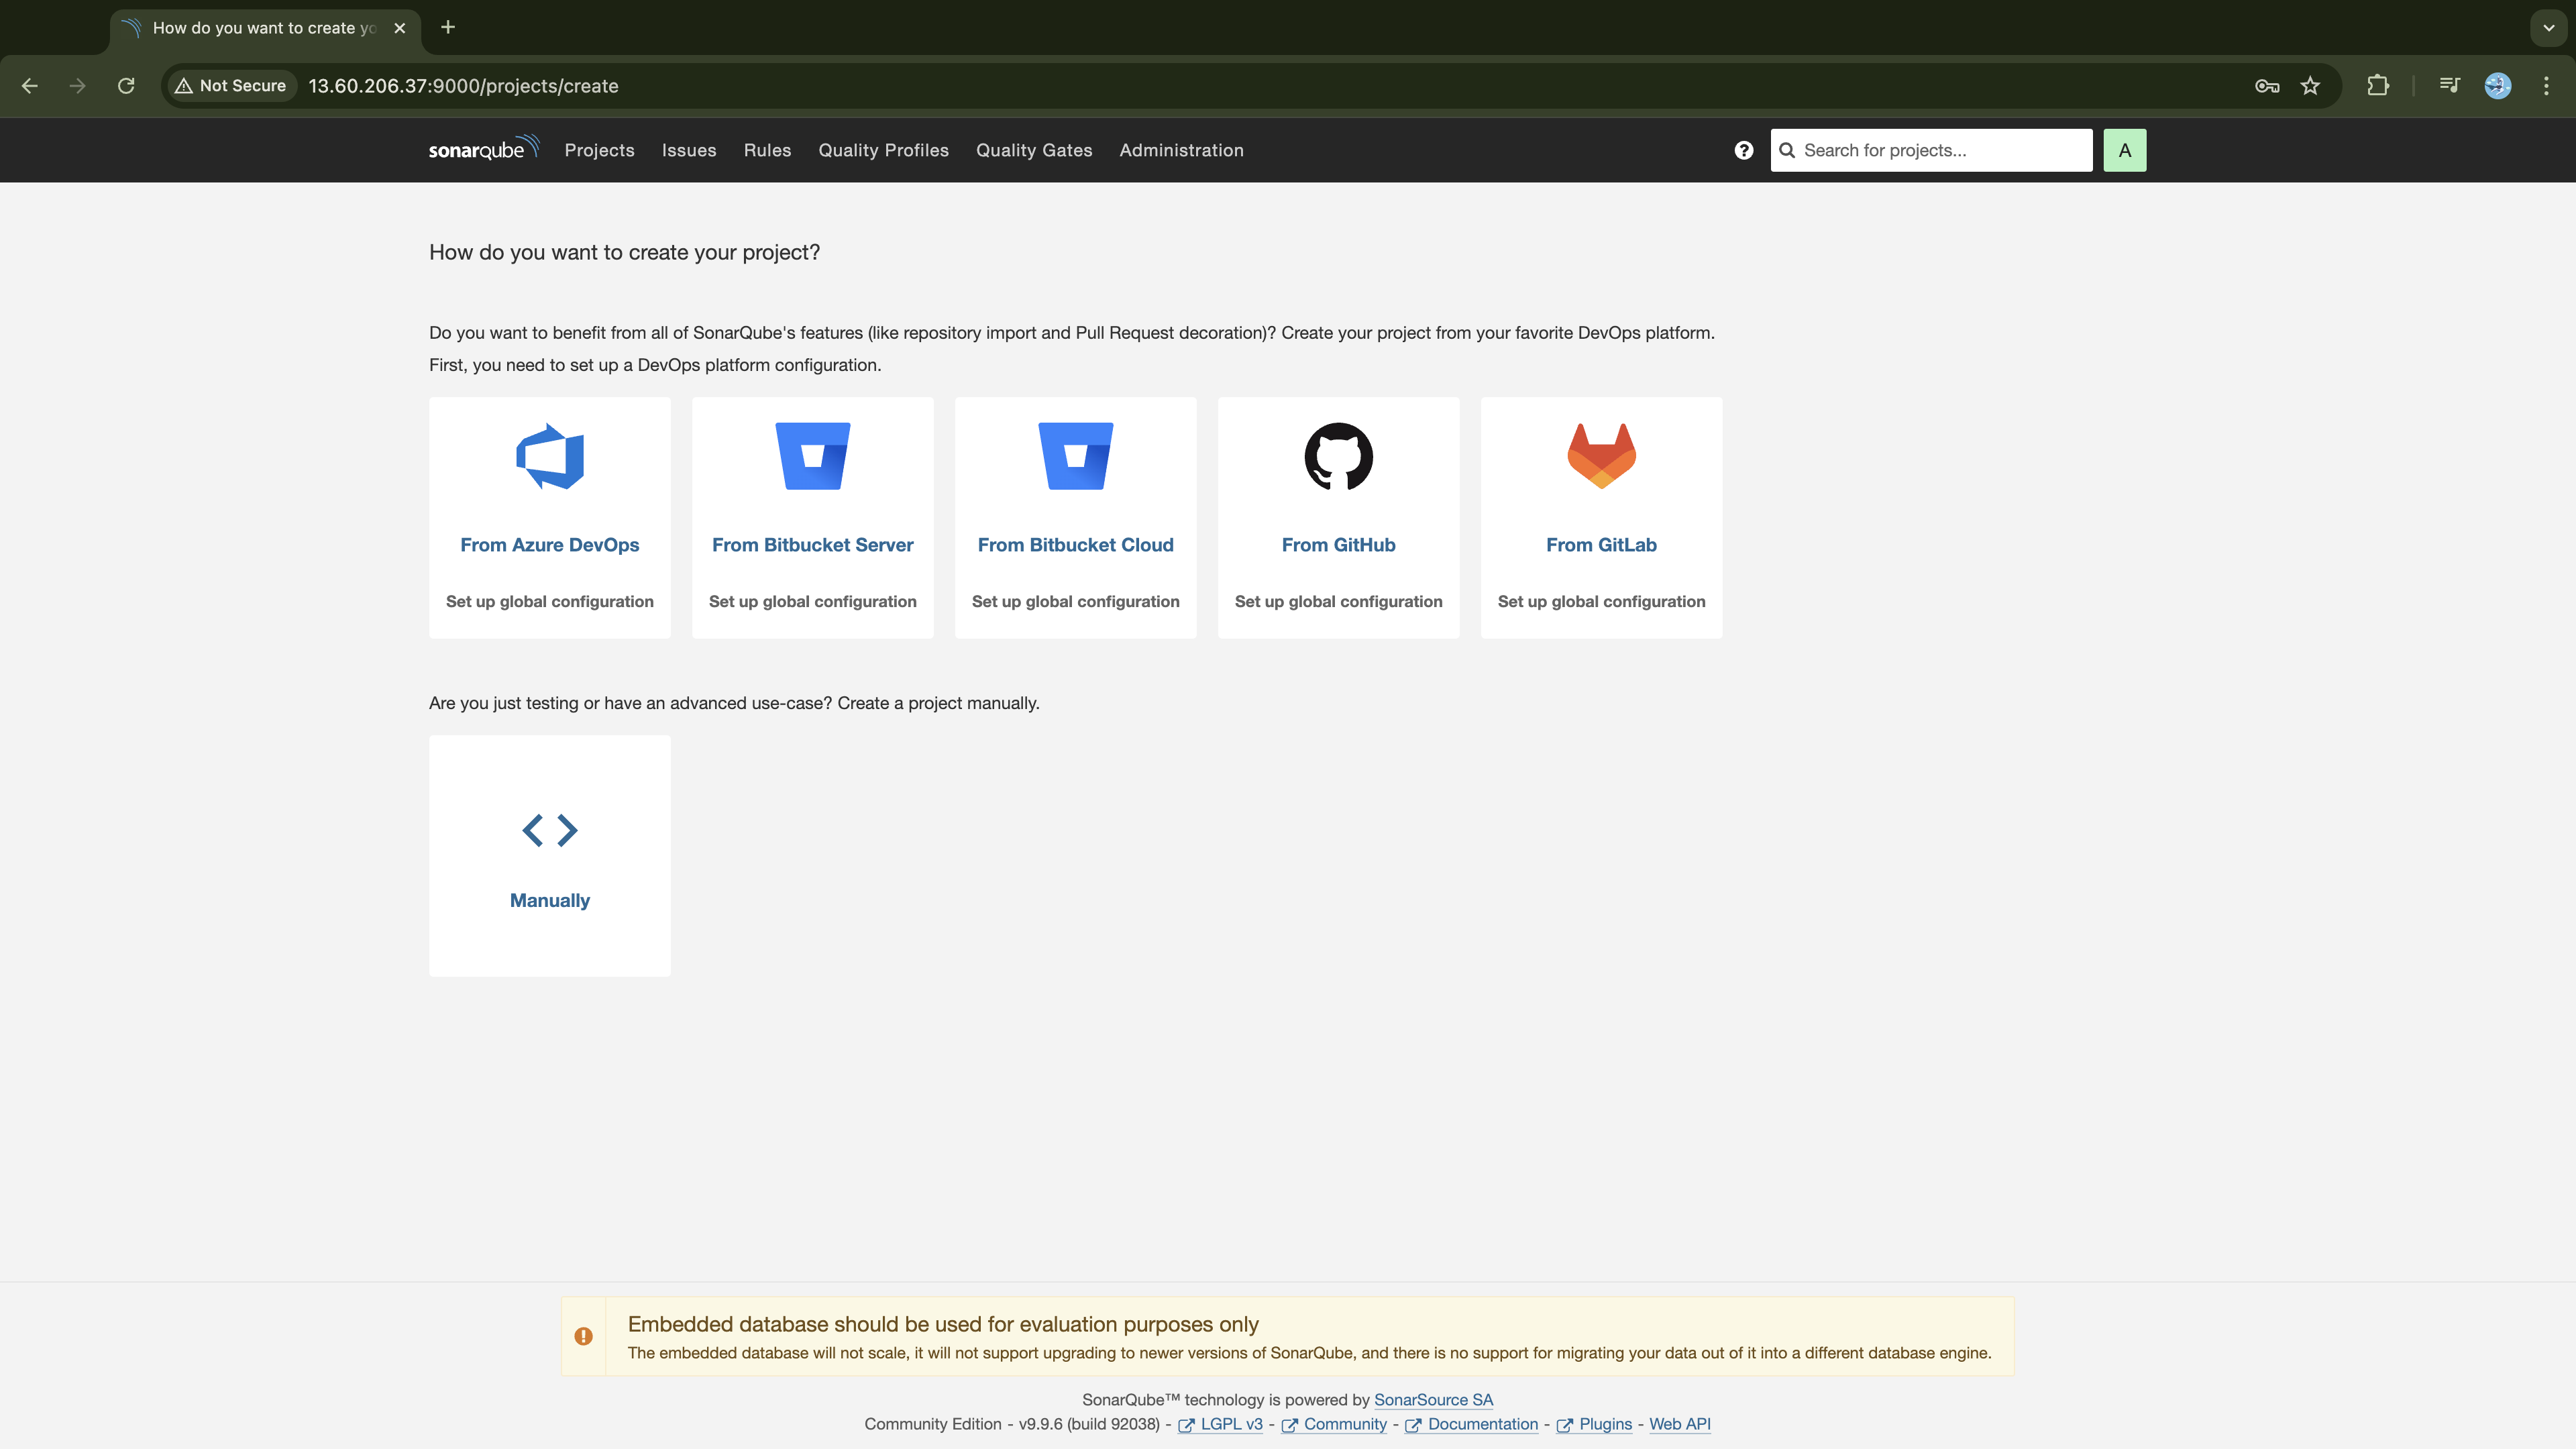 How do you want to create yo
Not Secure 13.60.206.37:9000/projects/create
sonarqube Projects Issues Rules Quality Profiles Quality Gates Administration Search for projects... A
How do you want to create your project?
Do you want to benefit from all of SonarQube's features (like repository import and Pull Request decoration)? Create your project from your favorite DevOps platform.
First, you need to set up a DevOps platform configuration.
From Azure DevOps From Bitbucket Server From Bitbucket Cloud From GitHub From GitLab
Set up global configuration Set up global configuration Set up global configuration Set up global configuration Set up global configuration
Are you just testing or have an advanced use-case? Create a project manually.
Manually
Embedded database should be used for evaluation purposes only
The embedded database will not scale, it will not support upgrading to newer versions of SonarQube, and there is no support for migrating your data out of it into a different database engine.
SonarQube™ technology is powered by SonarSource SA
Community Edition - v9.9.6 (build 92038) - LGPL v3 - Community - Documentation - Plugins - Web API